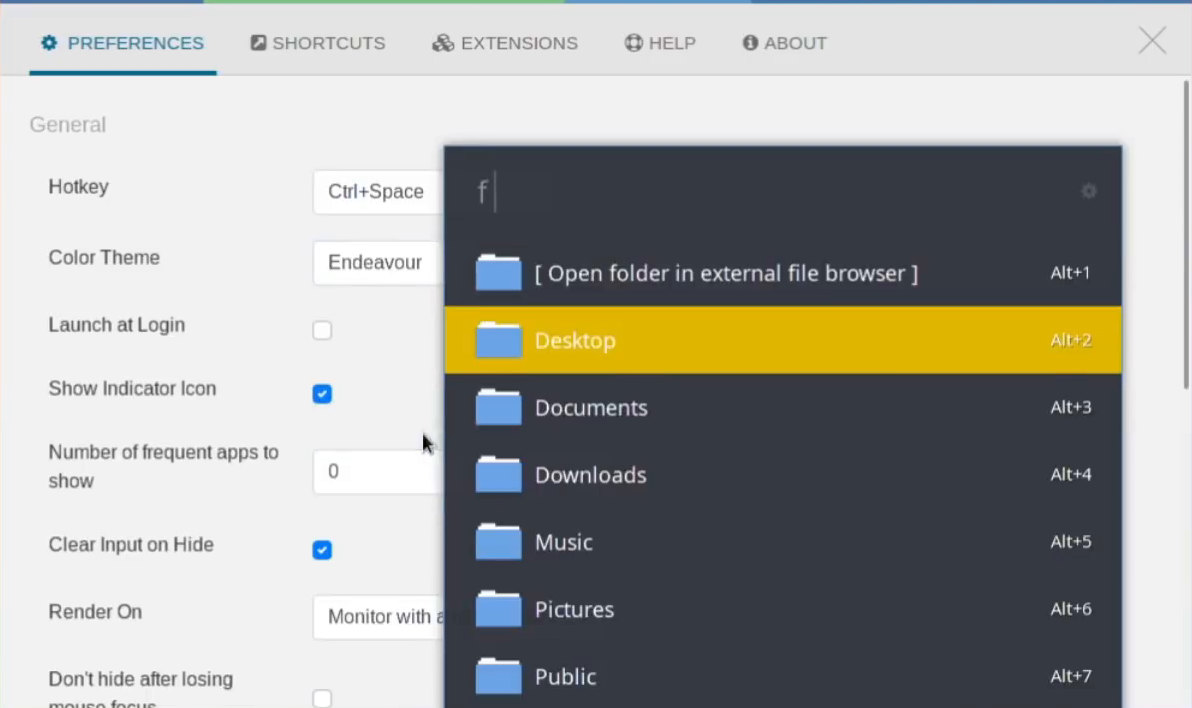 PREFERENCES SHORTCUTS EXTENSIONS HELP ABOUT
General
Hotkey
Ctrl+Space
Color Theme
Endeavour
Launch at Login
Show Indicator Icon
Number of frequent apps to
show
0
Clear Input on Hide
Render On
Monitor with
Don't hide after losing
mouse focus
f
[ Open folder in external file browser ] Alt+1
Desktop Alt+2
Documents Alt+3
Downloads Alt+4
Music Alt+5
Pictures Alt+6
Public Alt+7